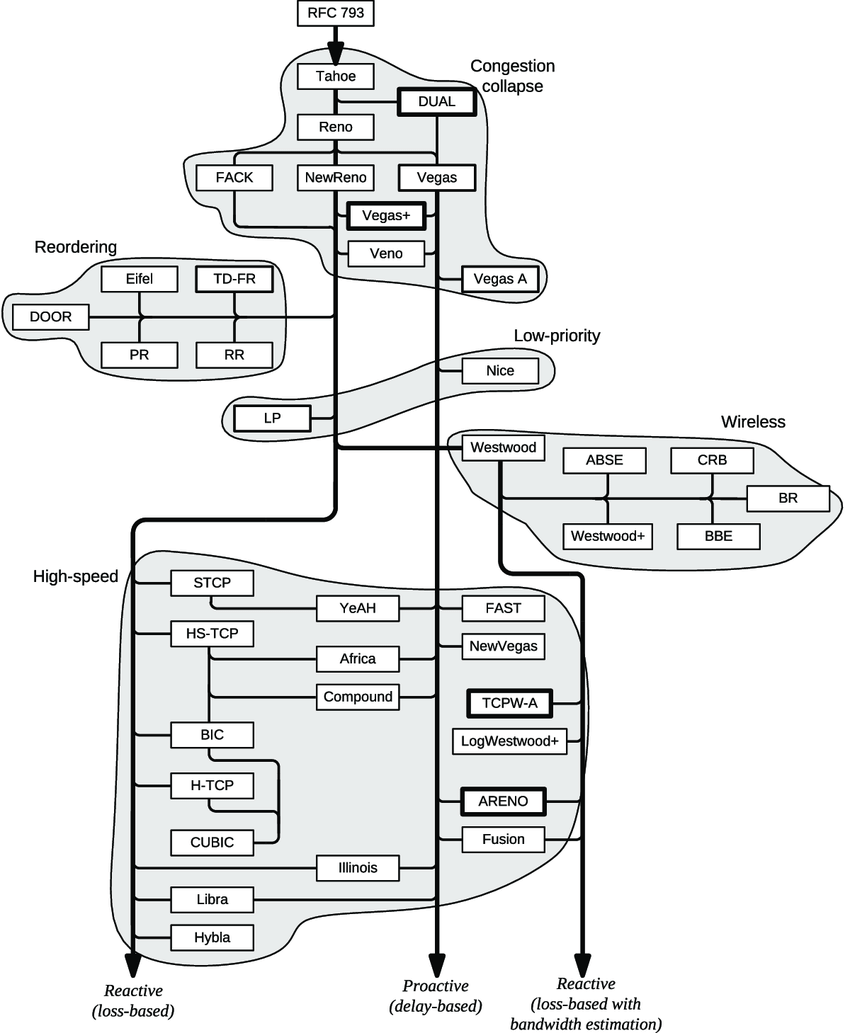 RFC 793
Tahoe
Congestion
collapse
DUAL
Reno
FACK
NewReno
Vegas
Vegas+
Reordering
Veno
Eifel
TD-FR
Vegas A
DOOR
PR
RR
Low-priority
Nice
LP
Wireless
Westwood
ABSE
CRB
BR
Westwood+
BBE
High-speed
STCP
YeAH
FAST
HS-TCP
NewVegas
Africa
Compound
TCPW-A
BIC
LogWestwood+
H-TCP
ARENO
CUBIC
Fusion
Illinois
Libra
Hybla
Reactive
(loss-based)
Proactive
(delay-based)
Reactive
(loss-based with
bandwidth estimation)